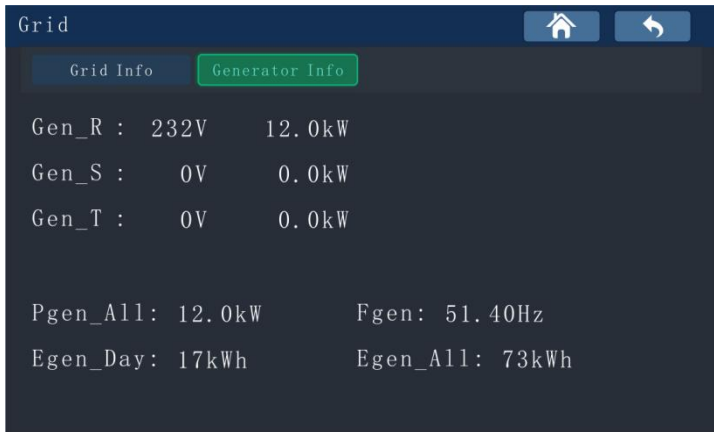 Grid
Grid Info Generator Info
Gen_R : 232V 12.0kW
Gen_S : 0V 0.0kW
Gen_T : 0V 0.0kW
Pgen_All: 12.0kW Fgen: 51.40Hz
Egen_Day: 17kWh Egen_All: 73kWh